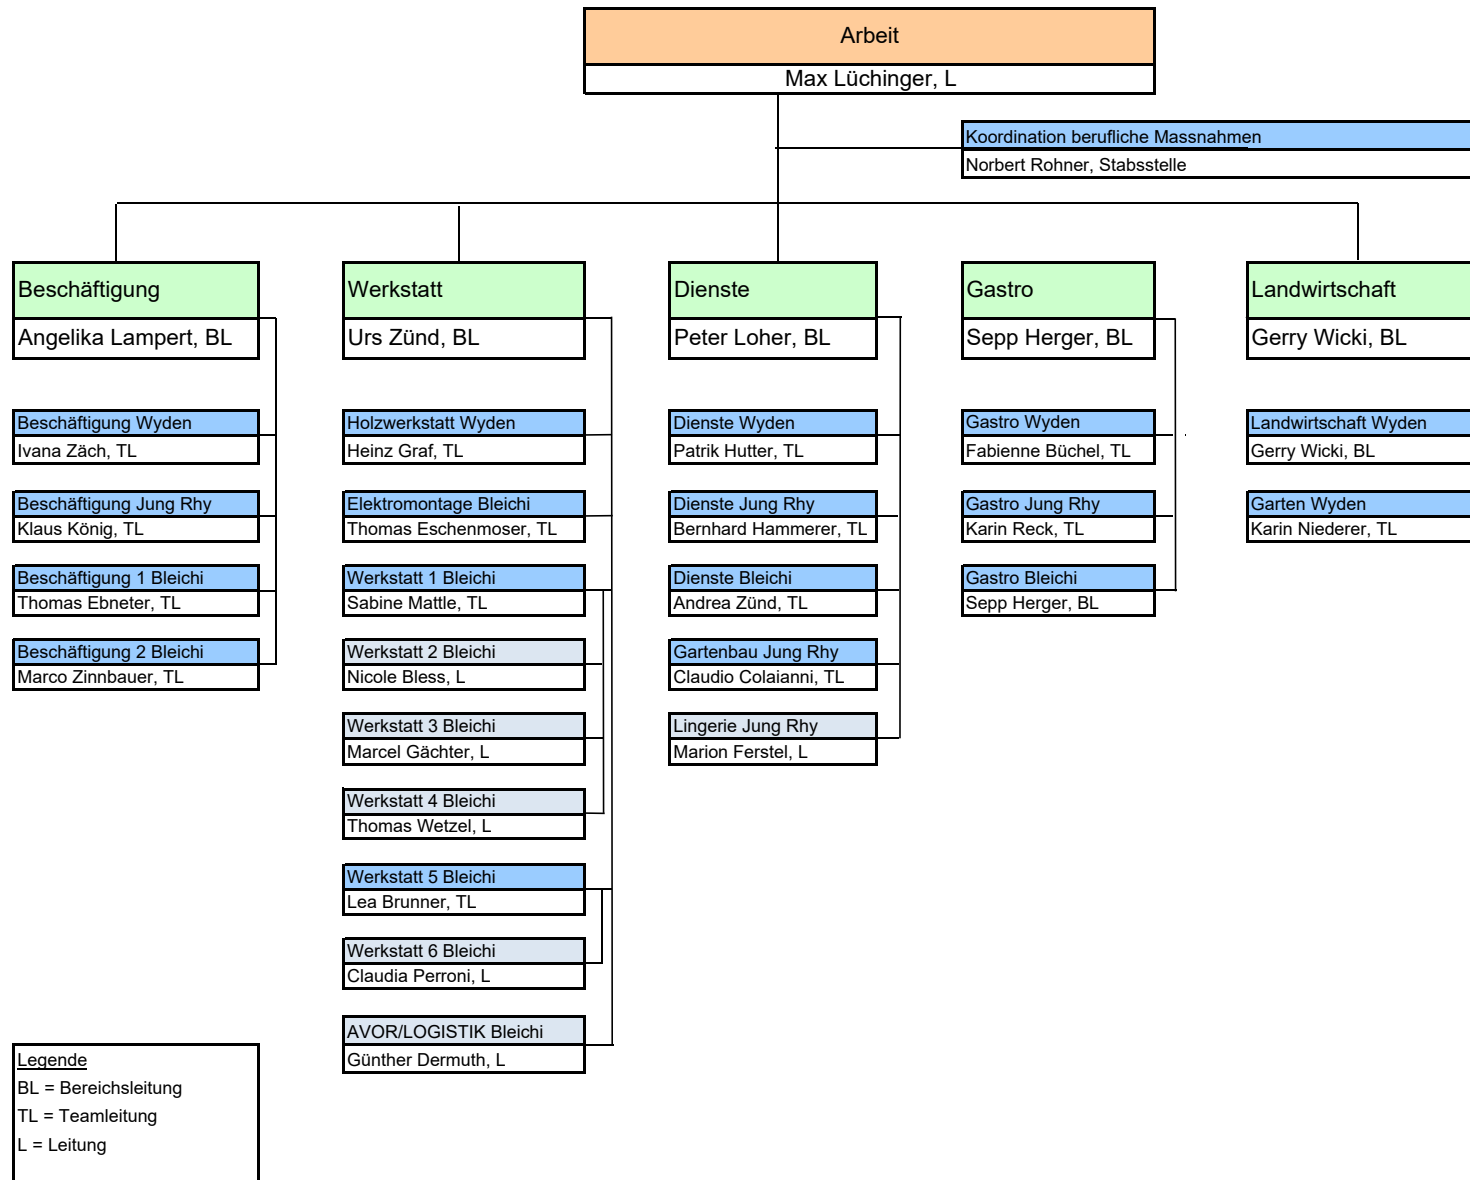 Arbeit
Max Lüchinger, L
Koordination berufliche Massnahmen
Norbert Rohner, Stabsstelle
Beschäftigung
Angelika Lampert, BL
Beschäftigung Wyden
Ivana Zäch, TL
Beschäftigung Jung Rhy
Klaus König, TL
Beschäftigung 1 Bleichi
Thomas Ebneter, TL
Beschäftigung 2 Bleichi
Marco Zinnbauer, TL
Werkstatt
Urs Zünd, BL
Holzwerkstatt Wyden
Heinz Graf, TL
Elektromontage Bleichi
Thomas Eschenmoser, TL
Werkstatt 1 Bleichi
Sabine Mattle, TL
Werkstatt 2 Bleichi
Nicole Bless, L
Werkstatt 3 Bleichi
Marcel Gächter, L
Werkstatt 4 Bleichi
Thomas Wetzel, L
Werkstatt 5 Bleichi
Lea Brunner, TL
Werkstatt 6 Bleichi
Claudia Perroni, L
AVOR/LOGISTIK Bleichi
Günther Dermuth, L
Dienste
Peter Loher, BL
Dienste Wyden
Patrik Hutter, TL
Dienste Jung Rhy
Bernhard Hammerer, TL
Dienste Bleichi
Andrea Zünd, TL
Gartenbau Jung Rhy
Claudio Colaianni, TL
Lingerie Jung Rhy
Marion Ferstel, L
Gastro
Sepp Herger, BL
Gastro Wyden
Fabienne Büchel, TL
Gastro Jung Rhy
Karin Reck, TL
Gastro Bleichi
Sepp Herger, BL
Landwirtschaft
Gerry Wicki, BL
Landwirtschaft Wyden
Gerry Wicki, BL
Garten Wyden
Karin Niederer, TL
Legende
BL = Bereichsleitung
TL = Teamleitung
L = Leitung